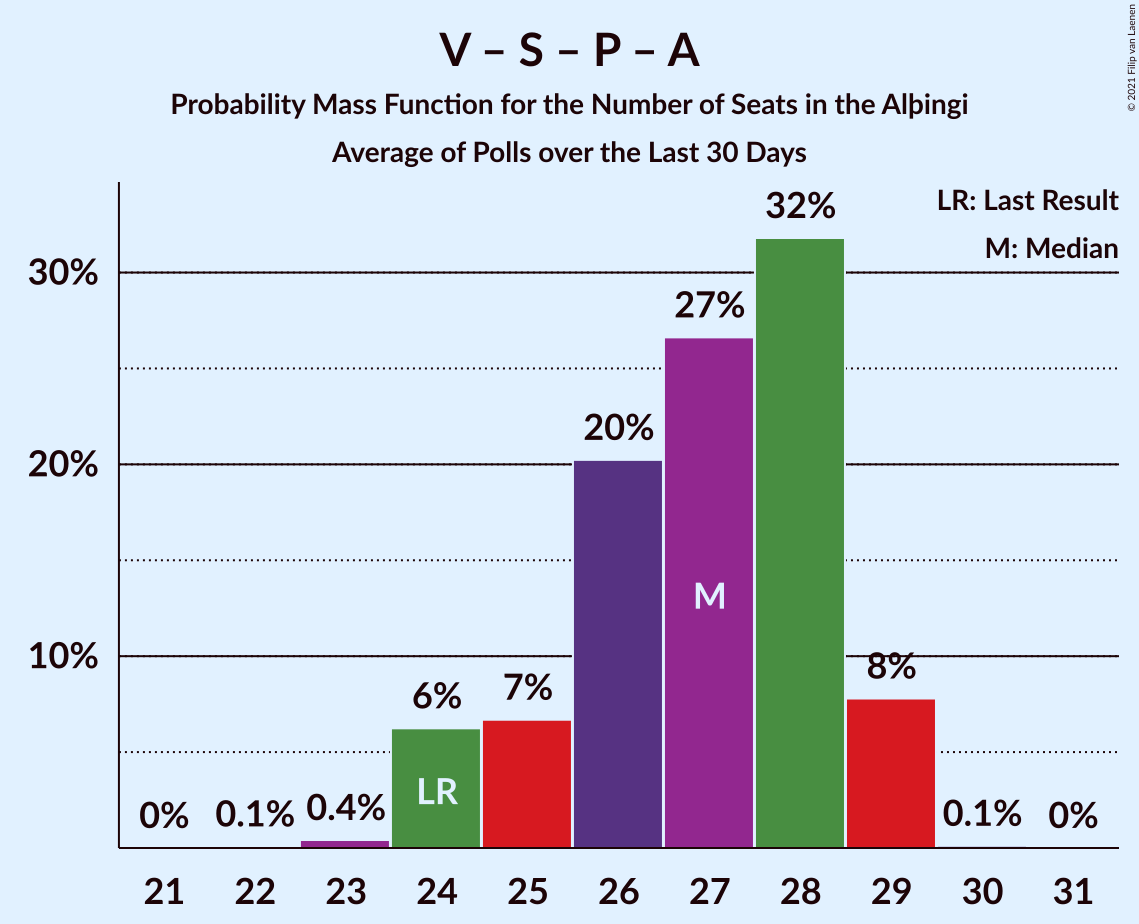 V – S – P – A
Probability Mass Function for the Number of Seats in the Alþingi
Average of Polls over the Last 30 Days
© 2021 Filip van Laenen
LR: Last Result
M: Median
30%
20%
10%
0%
0.1%
0.4%
6%
7%
20%
27%
32%
8%
0.1%
0%
LR
M
21 22 23 24 25 26 27 28 29 30 31